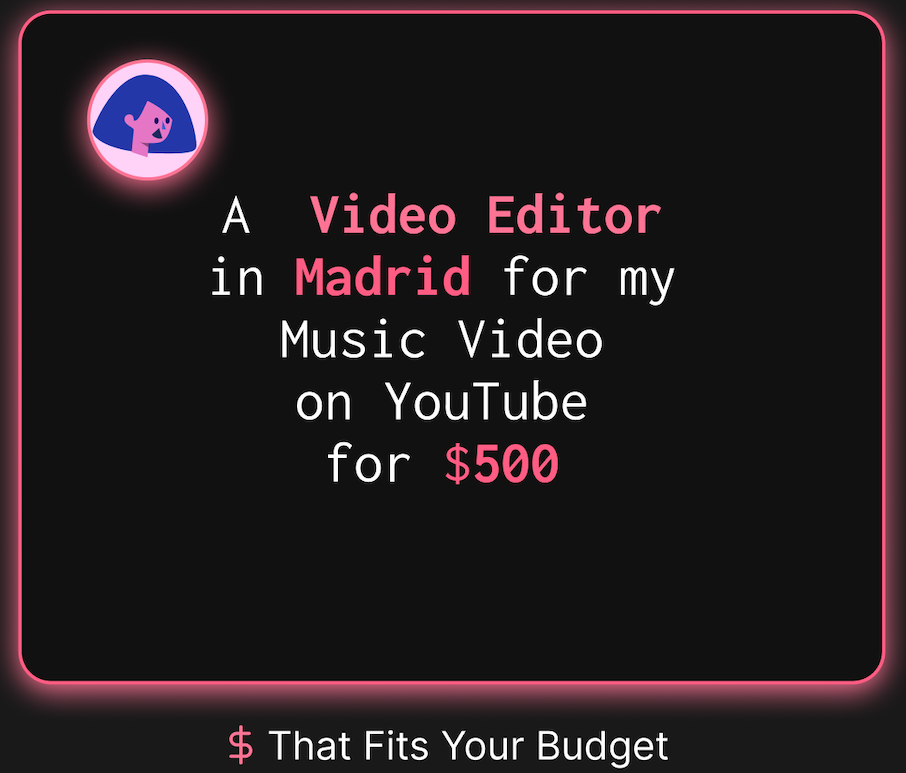 A Video Editor
in Madrid for my
Music Video
on YouTube
for $500
$ That Fits Your Budget